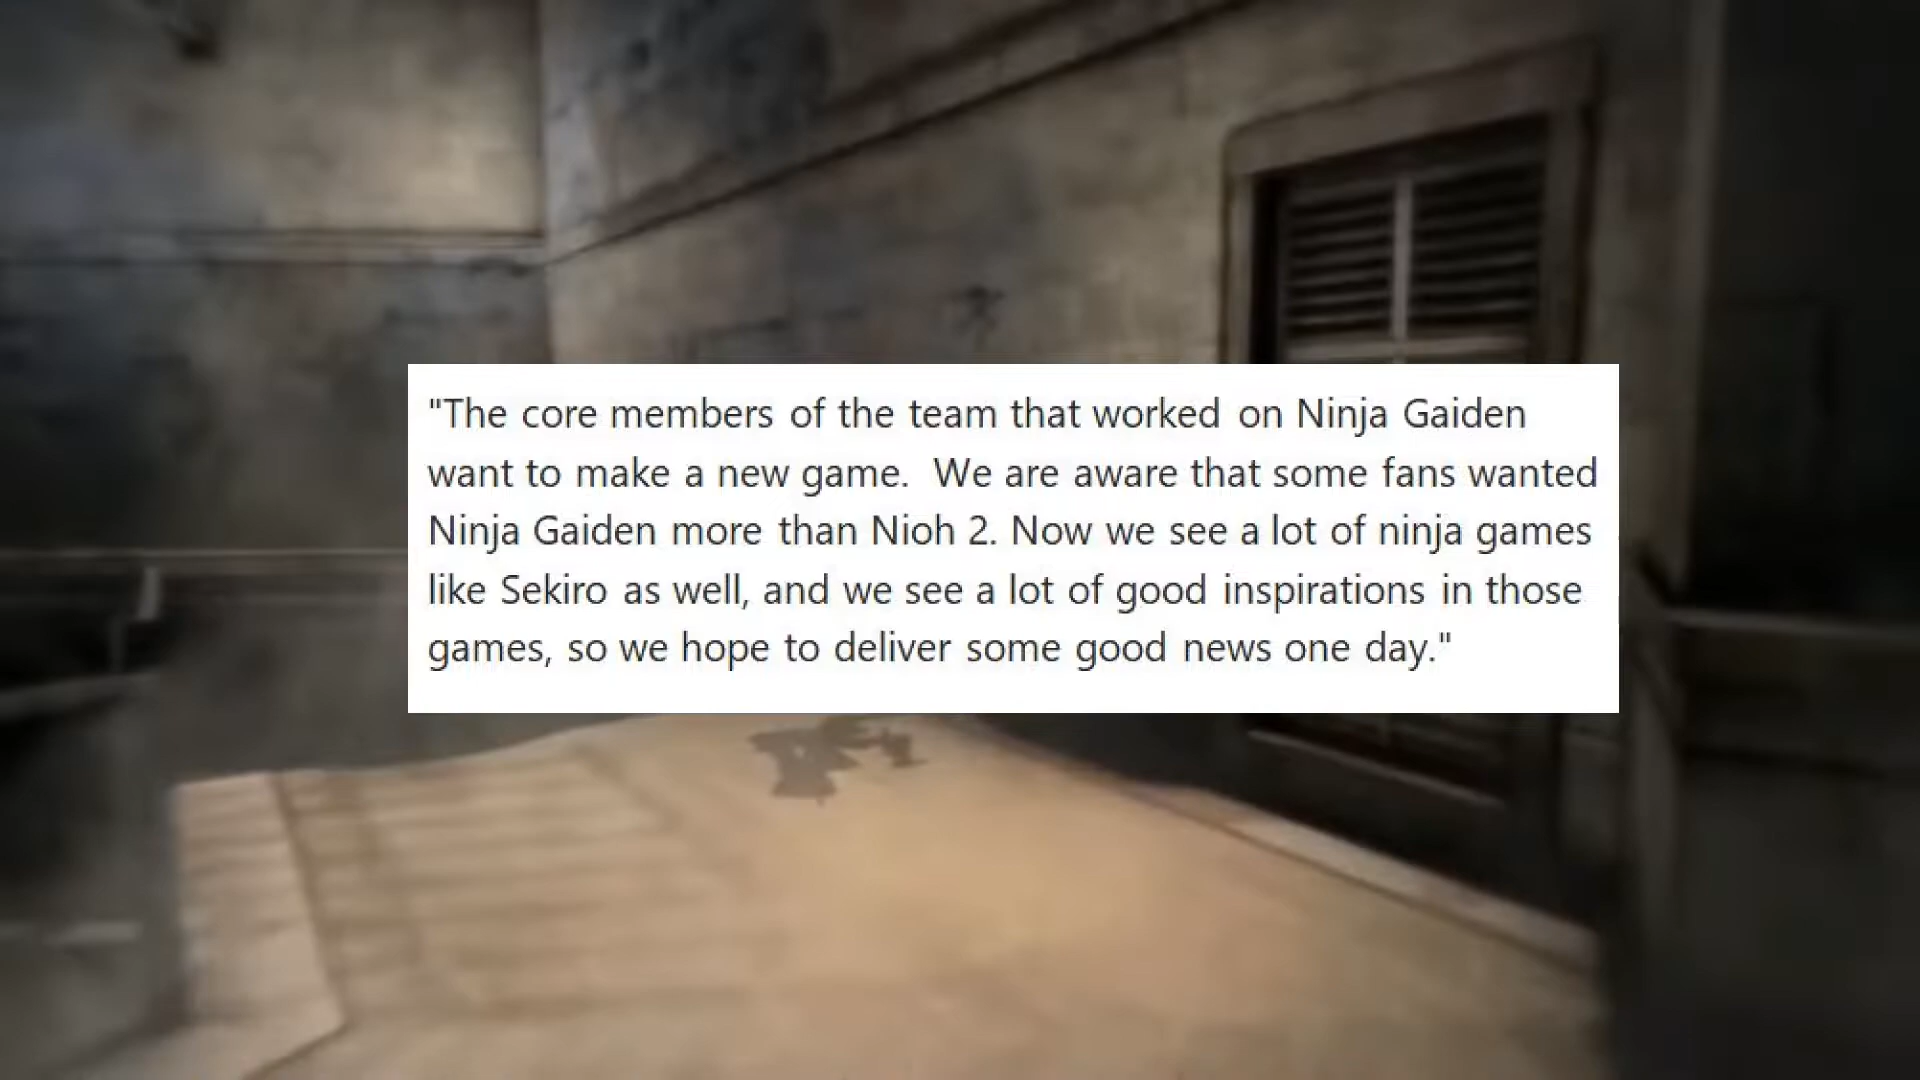 "The core members of the team that worked on Ninja Gaiden
want to make a new game.  We are aware that some fans wanted
Ninja Gaiden more than Nioh 2. Now we see a lot of ninja games
like Sekiro as well, and we see a lot of good inspirations in those
games, so we hope to deliver some good news one day."